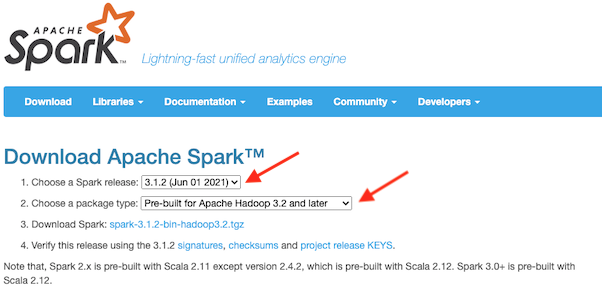 APACHE
Spark™
Lightning-fast unified analytics engine
Download Libraries Documentation Examples Community Developers
Download Apache Spark™
1. Choose a Spark release: 3.1.2 (Jun 01 2021)
2. Choose a package type: Pre-built for Apache Hadoop 3.2 and later
3. Download Spark: spark-3.1.2-bin-hadoop3.2.tgz
4. Verify this release using the 3.1.2 signatures, checksums and project release KEYS.
Note that, Spark 2.x is pre-built with Scala 2.11 except version 2.4.2, which is pre-built with Scala 2.12. Spark 3.0+ is pre-built with
Scala 2.12.